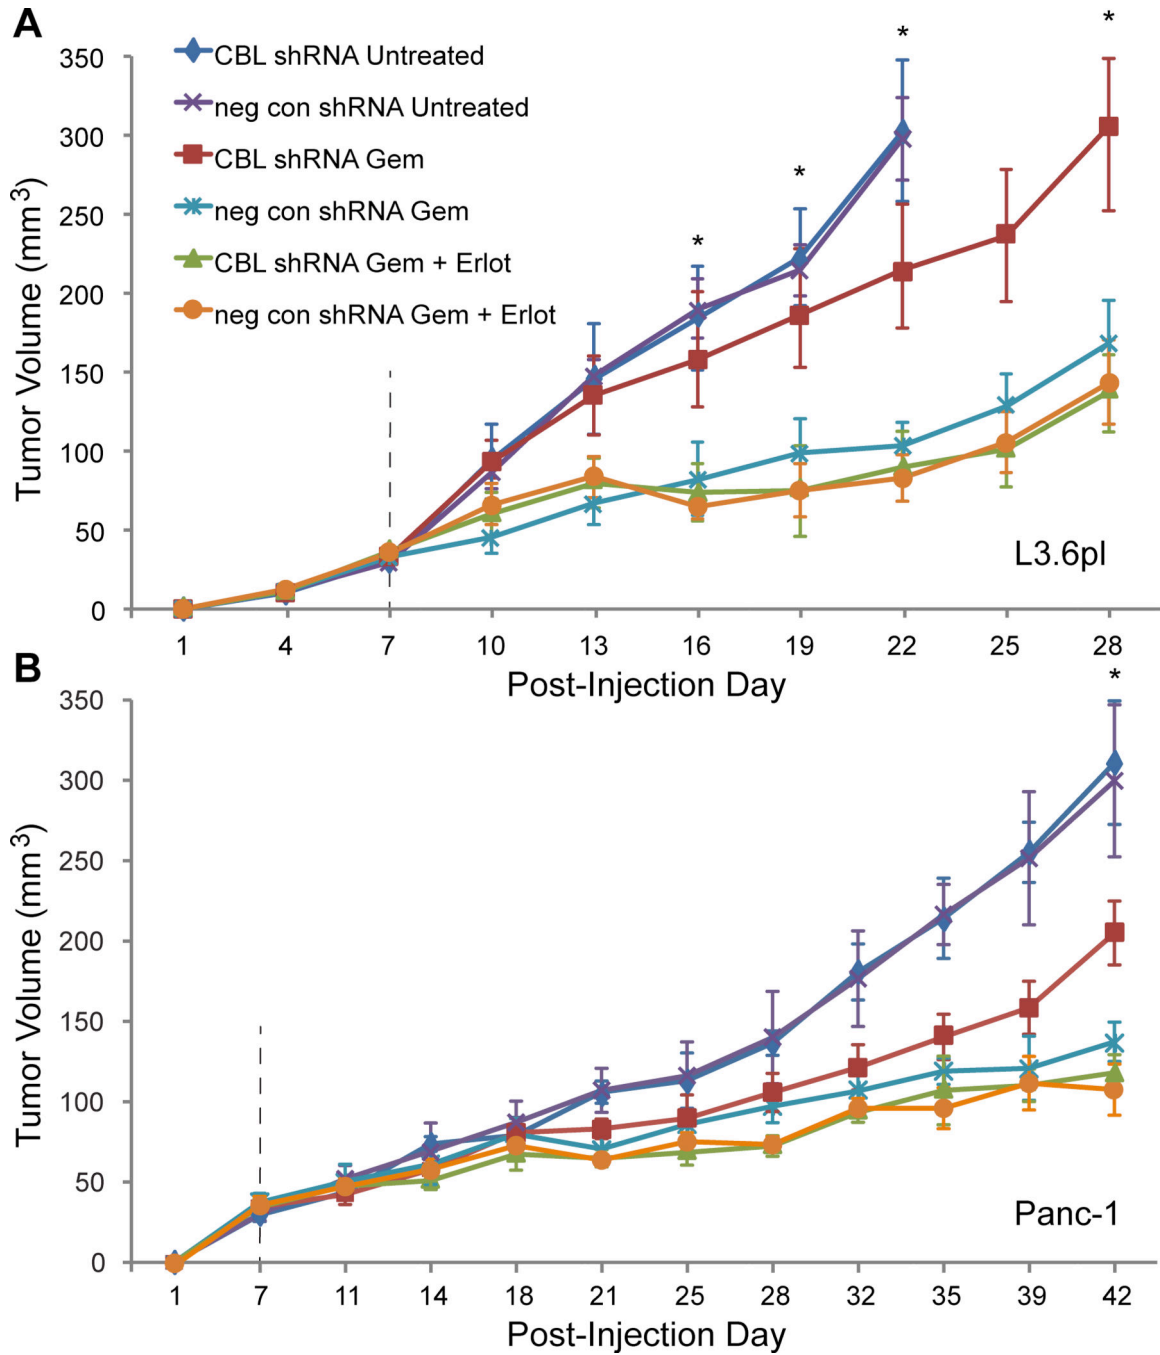 A
*
*
350
CBL shRNA Untreated
300
neg con shRNA Untreated
CBL shRNA Gem
*
250
neg con shRNA Gem
*
CBL shRNA Gem + Erlot
200
neg con shRNA Gem + Erlot
150
100
50
0
Tumor Volume (mm3)
L3.6pl
1 4 7 10 13 16 19 22 25 28
Post-Injection Day
B
*
350
300
250
200
150
100
50
0
Tumor Volume (mm3)
Panc-1
1 7 11 14 18 21 25 28 32 35 39 42
Post-Injection Day